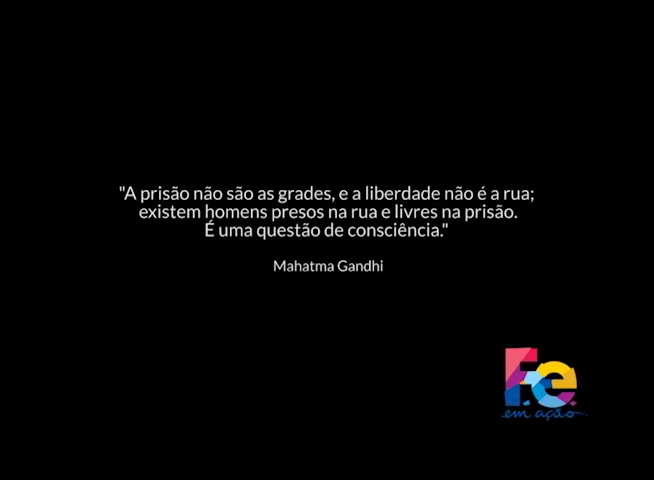 "A prisão não são as grades, e a liberdade não é a rua;
existem homens presos na rua e livres na prisão.
É uma questão de consciência."
Mahatma Gandhi
F.e.
em ação